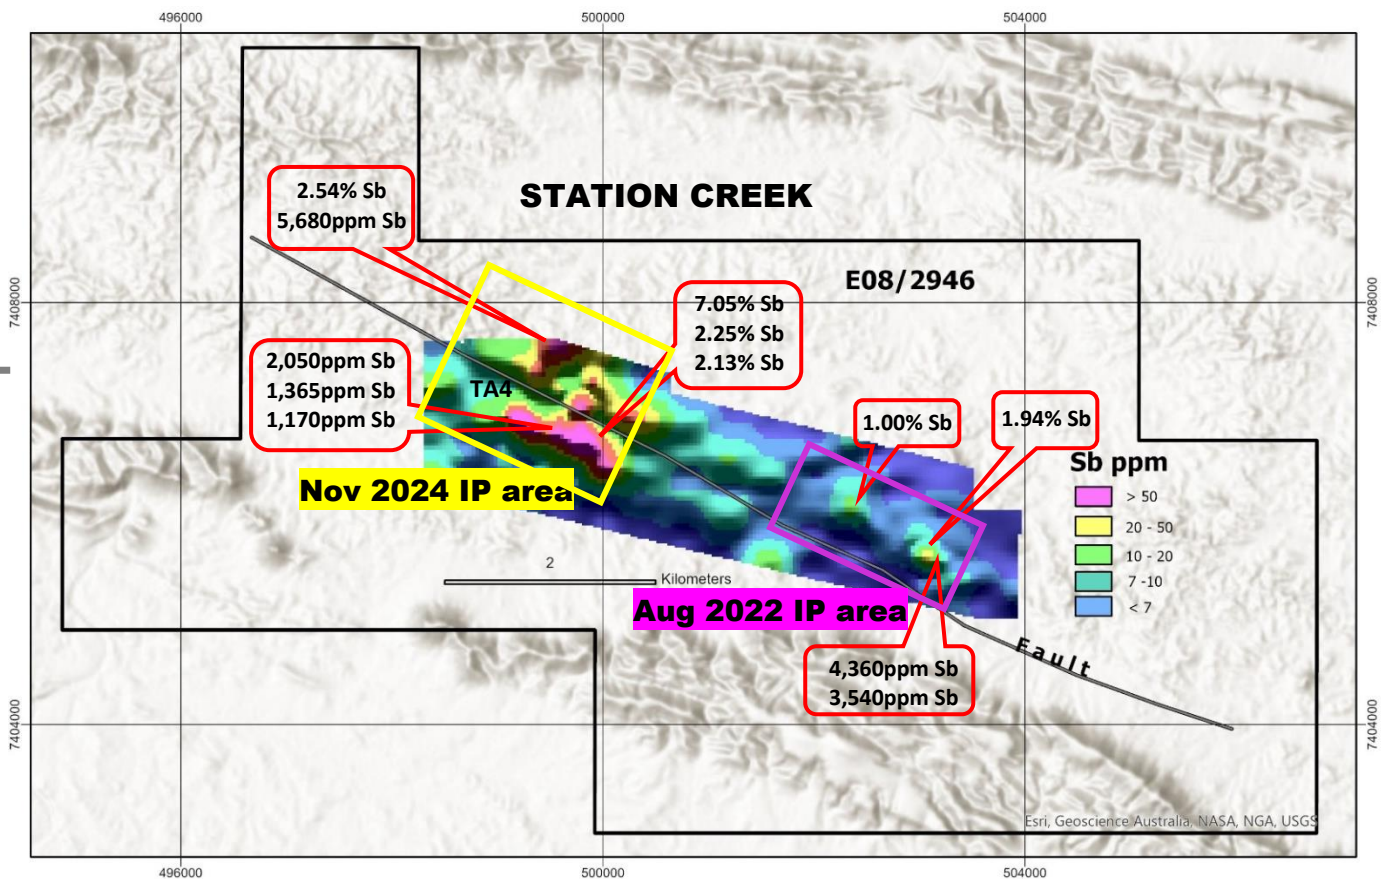 496000
500000
504000
2.54% Sb
5,680ppm Sb
STATION CREEK
E08/2946
7408000
7408000
7.05% Sb
2.25% Sb
2.13% Sb
2,050ppm Sb
1,365ppm Sb
1,170ppm Sb
TA4
1.00% Sb
1.94% Sb
Sb ppm
> 50
20 - 50
10 - 20
7 -10
< 7
Nov 2024 IP area
2
Kilometers
Aug 2022 IP area
Fault
4,360ppm Sb
3,540ppm Sb
7404000
7404000
Esri, Geoscience Australia, NASA, NGA, USGS
496000
500000
504000